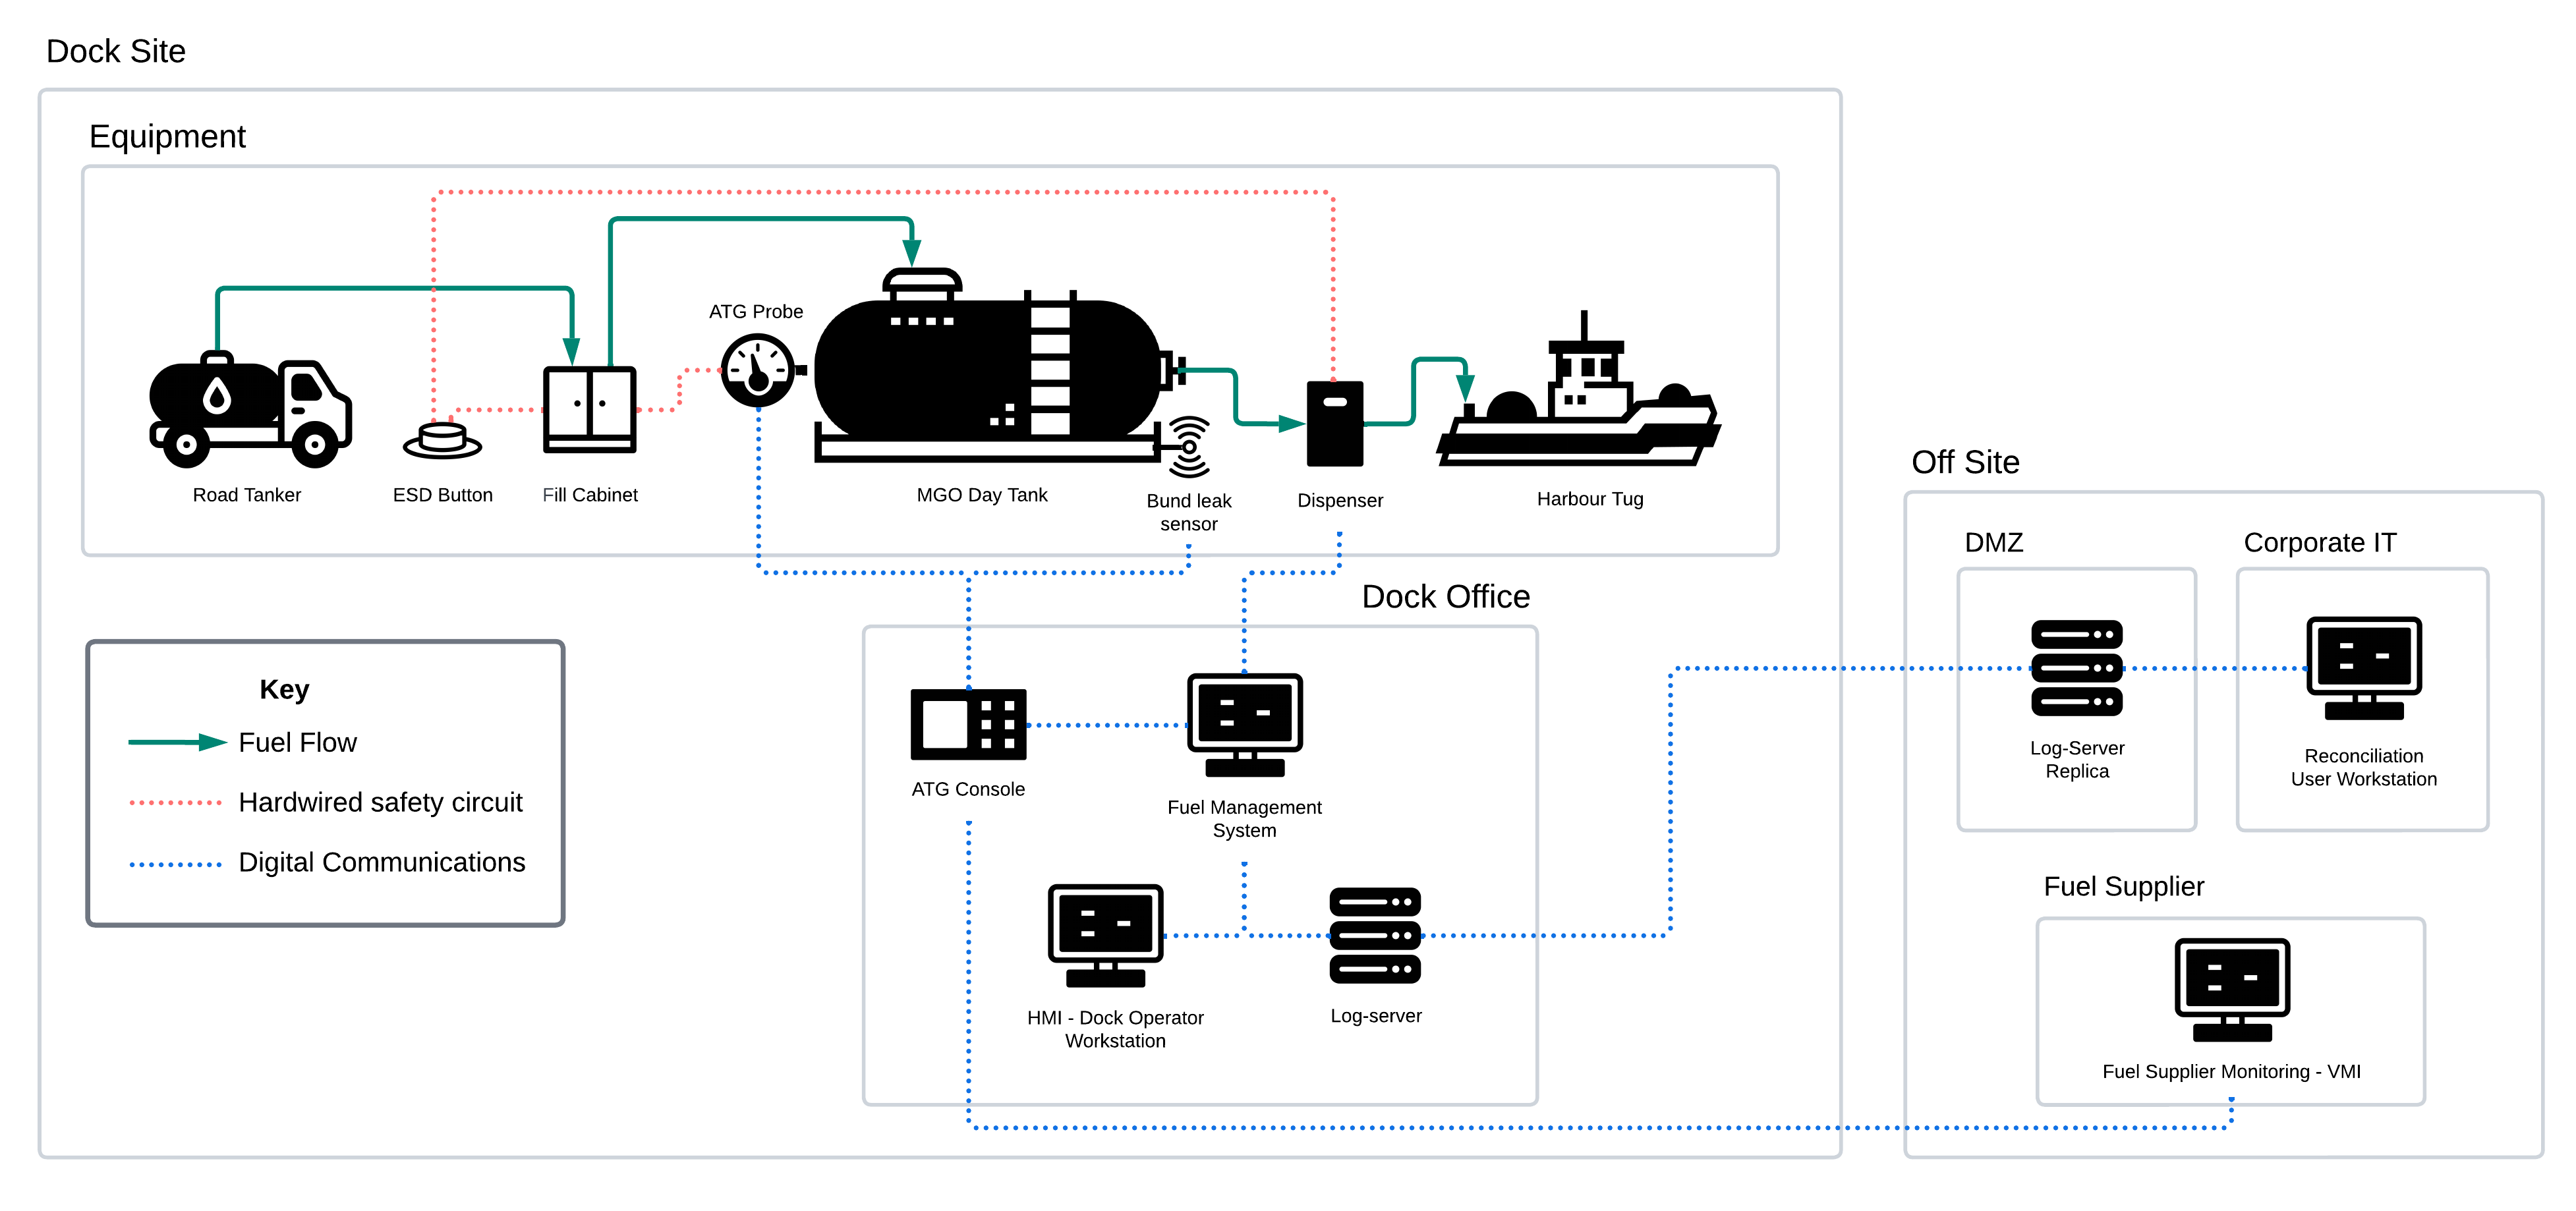 Dock Site
Equipment
ATG Probe
Road Tanker
ESD Button
Fill Cabinet
MGO Day Tank
Bund leak
sensor
Dispenser
Harbour Tug
Key
Fuel Flow
Hardwired safety circuit
Digital Communications
Dock Office
ATG Console
Fuel Management
System
HMI - Dock Operator
Workstation
Log-server
Off Site
DMZ
Log-Server
Replica
Corporate IT
Reconciliation
User Workstation
Fuel Supplier
Fuel Supplier Monitoring - VMI